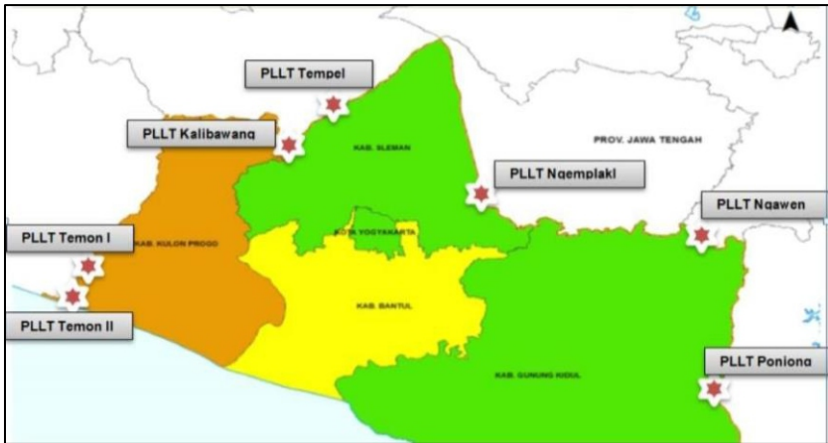 PLLT Tempel
PLLT Kalibawang
KAB. SLEMAN
PROV. JAWA TENGAH
PLLT Ngemplakl
PLLT Ngawen
PLLT Temon I
KAB. KULON PROGO
KOTA YOGYAKARTA
PLLT Temon II
KAB. BANTUL
PLLT Poniong
KAB. GUNUNG KIDUL